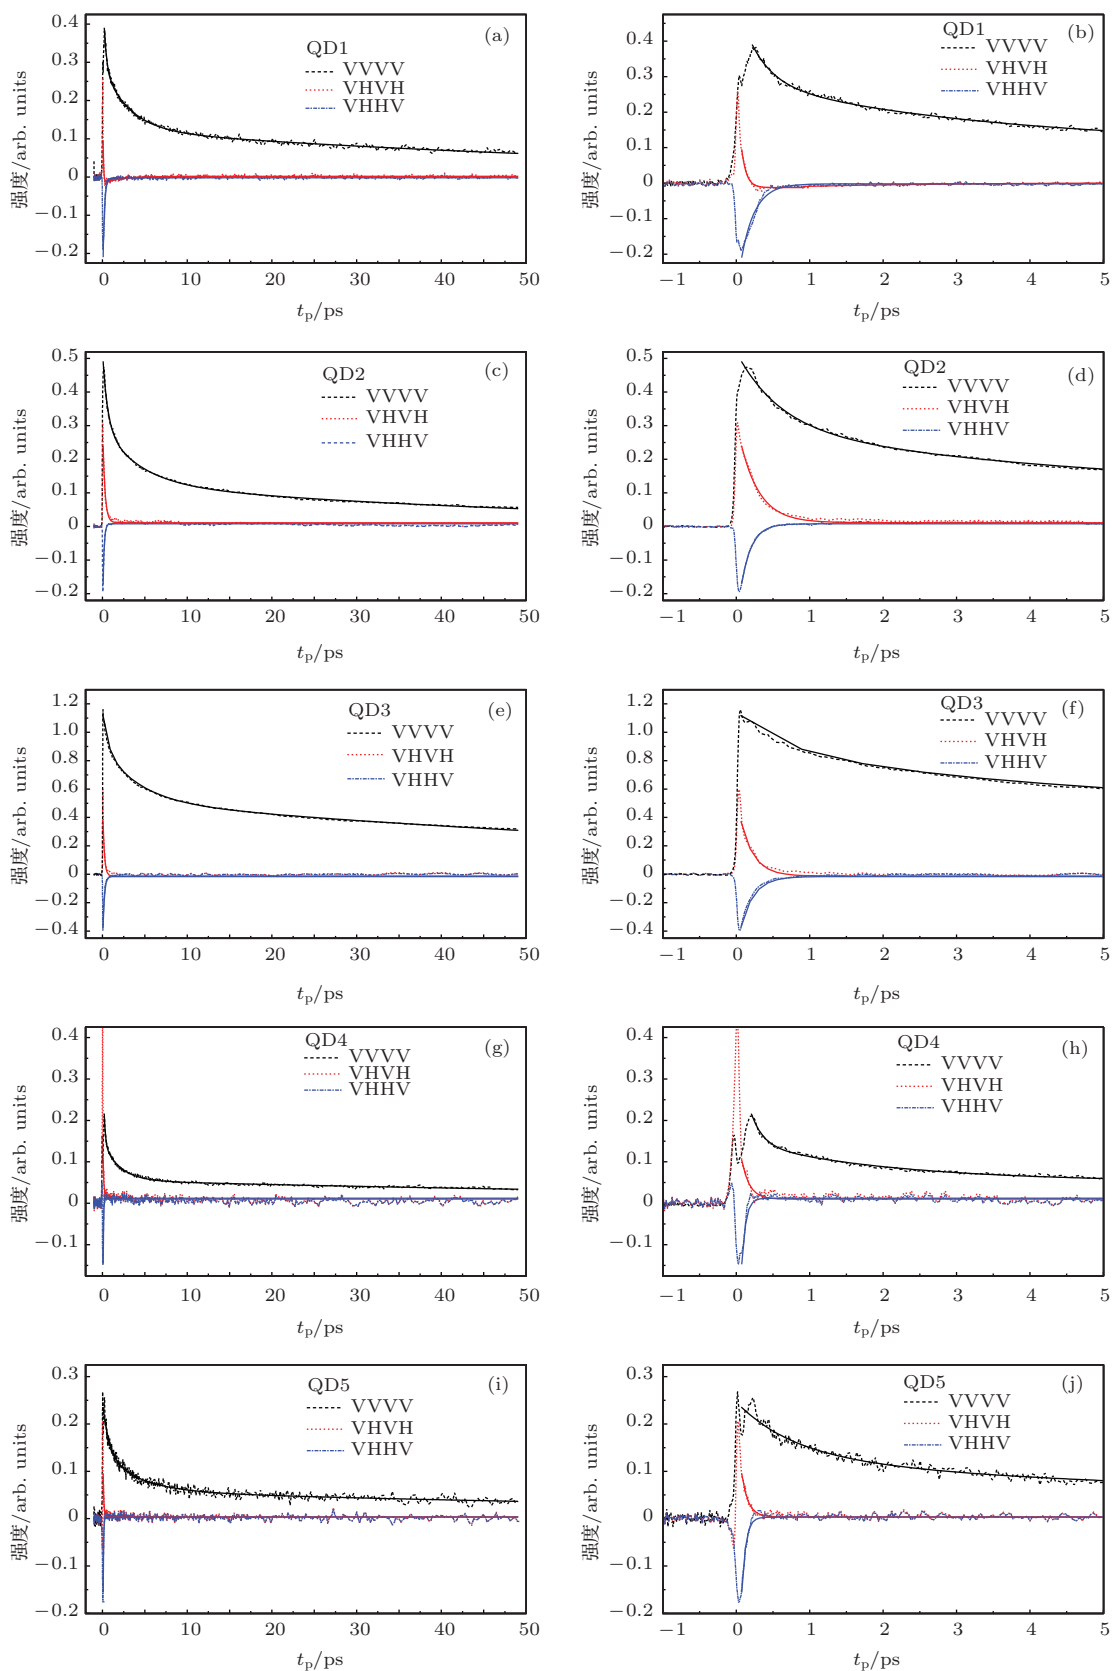 (a)
QD1
VVVV
VHVH
VHHV
0.4
0.3
0.2
0.1
0
−0.1
−0.2
强度/arb. units
0 10 20 30 40 50
tp/ps
(b)
QD1
VVVV
VHVH
VHHV
0.4
0.3
0.2
0.1
0
−0.1
−0.2
强度/arb. units
−1 0 1 2 3 4 5
tp/ps
(c)
QD2
VVVV
VHVH
VHHV
0.5
0.4
0.3
0.2
0.1
0
−0.1
−0.2
强度/arb. units
0 10 20 30 40 50
tp/ps
(d)
QD2
VVVV
VHVH
VHHV
0.5
0.4
0.3
0.2
0.1
0
−0.1
−0.2
强度/arb. units
−1 0 1 2 3 4 5
tp/ps
(e)
QD3
VVVV
VHVH
VHHV
1.2
1.0
0.8
0.6
0.4
0.2
0
−0.2
−0.4
强度/arb. units
0 10 20 30 40 50
tp/ps
(f)
QD3
VVVV
VHVH
VHHV
1.2
1.0
0.8
0.6
0.4
0.2
0
−0.2
−0.4
强度/arb. units
−1 0 1 2 3 4 5
tp/ps
(g)
QD4
VVVV
VHVH
VHHV
0.4
0.3
0.2
0.1
0
−0.1
强度/arb. units
0 10 20 30 40 50
tp/ps
(h)
QD4
VVVV
VHVH
VHHV
0.4
0.3
0.2
0.1
0
−0.1
强度/arb. units
−1 0 1 2 3 4 5
tp/ps
(i)
QD5
VVVV
VHVH
VHHV
0.3
0.2
0.1
0
−0.1
−0.2
强度/arb. units
0 10 20 30 40 50
tp/ps
(j)
QD5
VVVV
VHVH
VHHV
0.3
0.2
0.1
0
−0.1
−0.2
强度/arb. units
−1 0 1 2 3 4 5
tp/ps